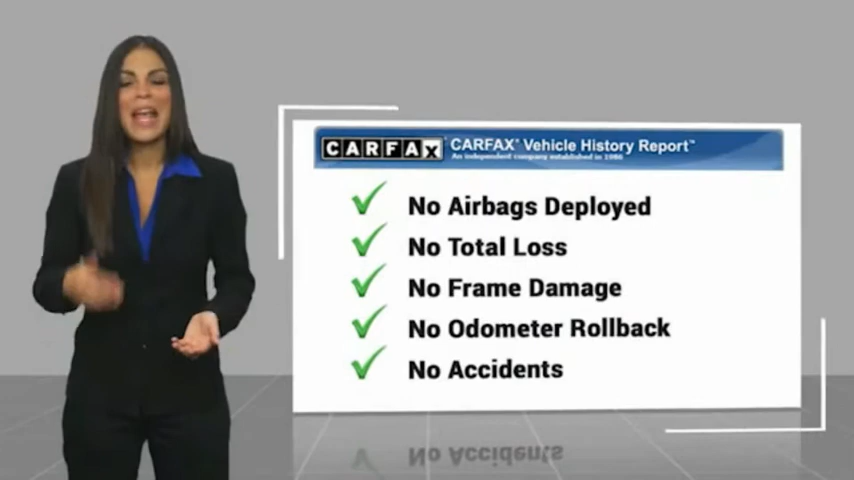 CARFAX CARFAX® Vehicle History Report™
An independent company established in 1986
No Airbags Deployed
No Total Loss
No Frame Damage
No Odometer Rollback
No Accidents
No Accidents